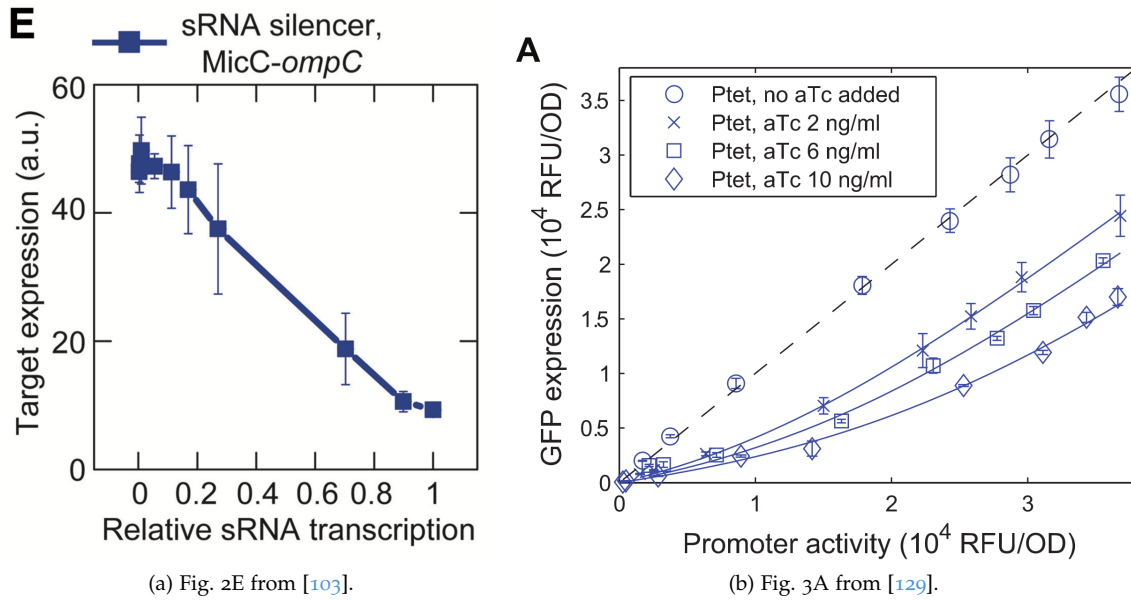 E
sRNA silencer,
MicC-ompC
Target expression (a.u.)
60
40
20
0
0 0.2 0.4 0.6 0.8 1
Relative sRNA transcription
(a) Fig. 2E from [103].
A
Ptet, no aTc added
Ptet, aTc 2 ng/ml
Ptet, aTc 6 ng/ml
Ptet, aTc 10 ng/ml
GFP expression (10⁴ RFU/OD)
3.5
3
2.5
2
1.5
1
0.5
0
0 1 2 3
Promoter activity (10⁴ RFU/OD)
(b) Fig. 3A from [129].